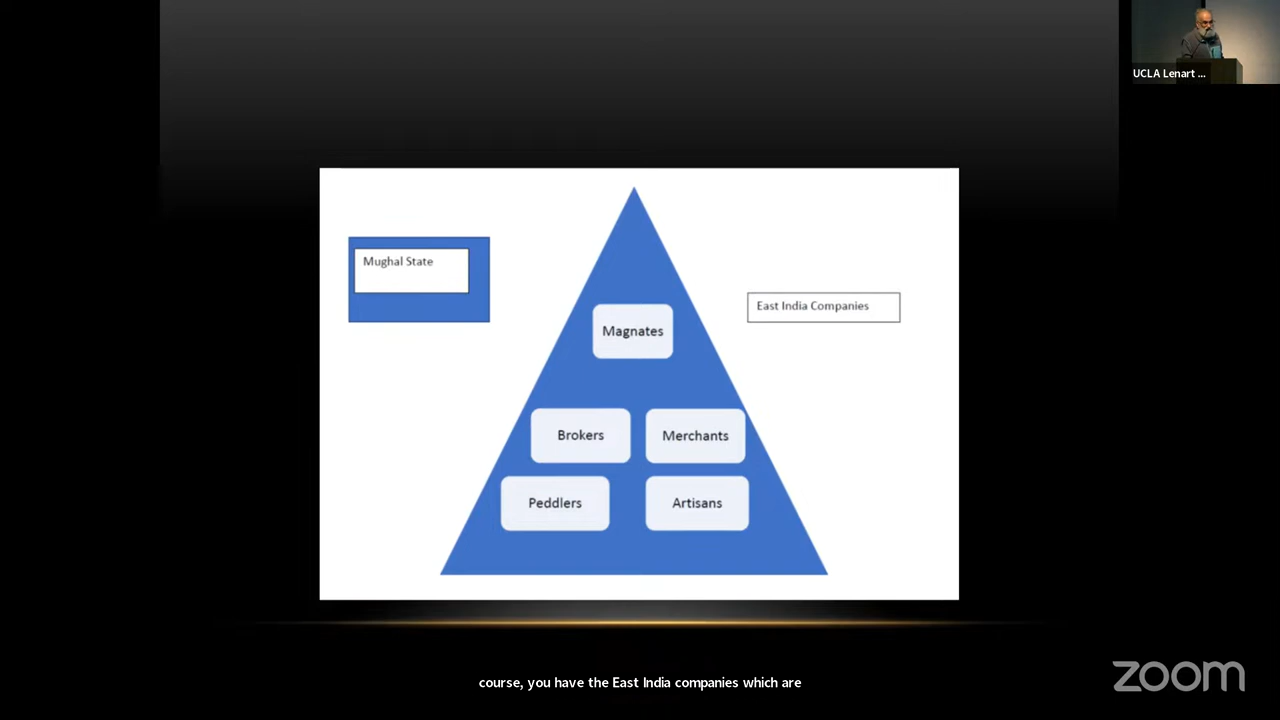 UCLA Lenart ...
Mughal State
East India Companies
Magnates
Brokers
Merchants
Peddlers
Artisans
course, you have the East India companies which are
zoom